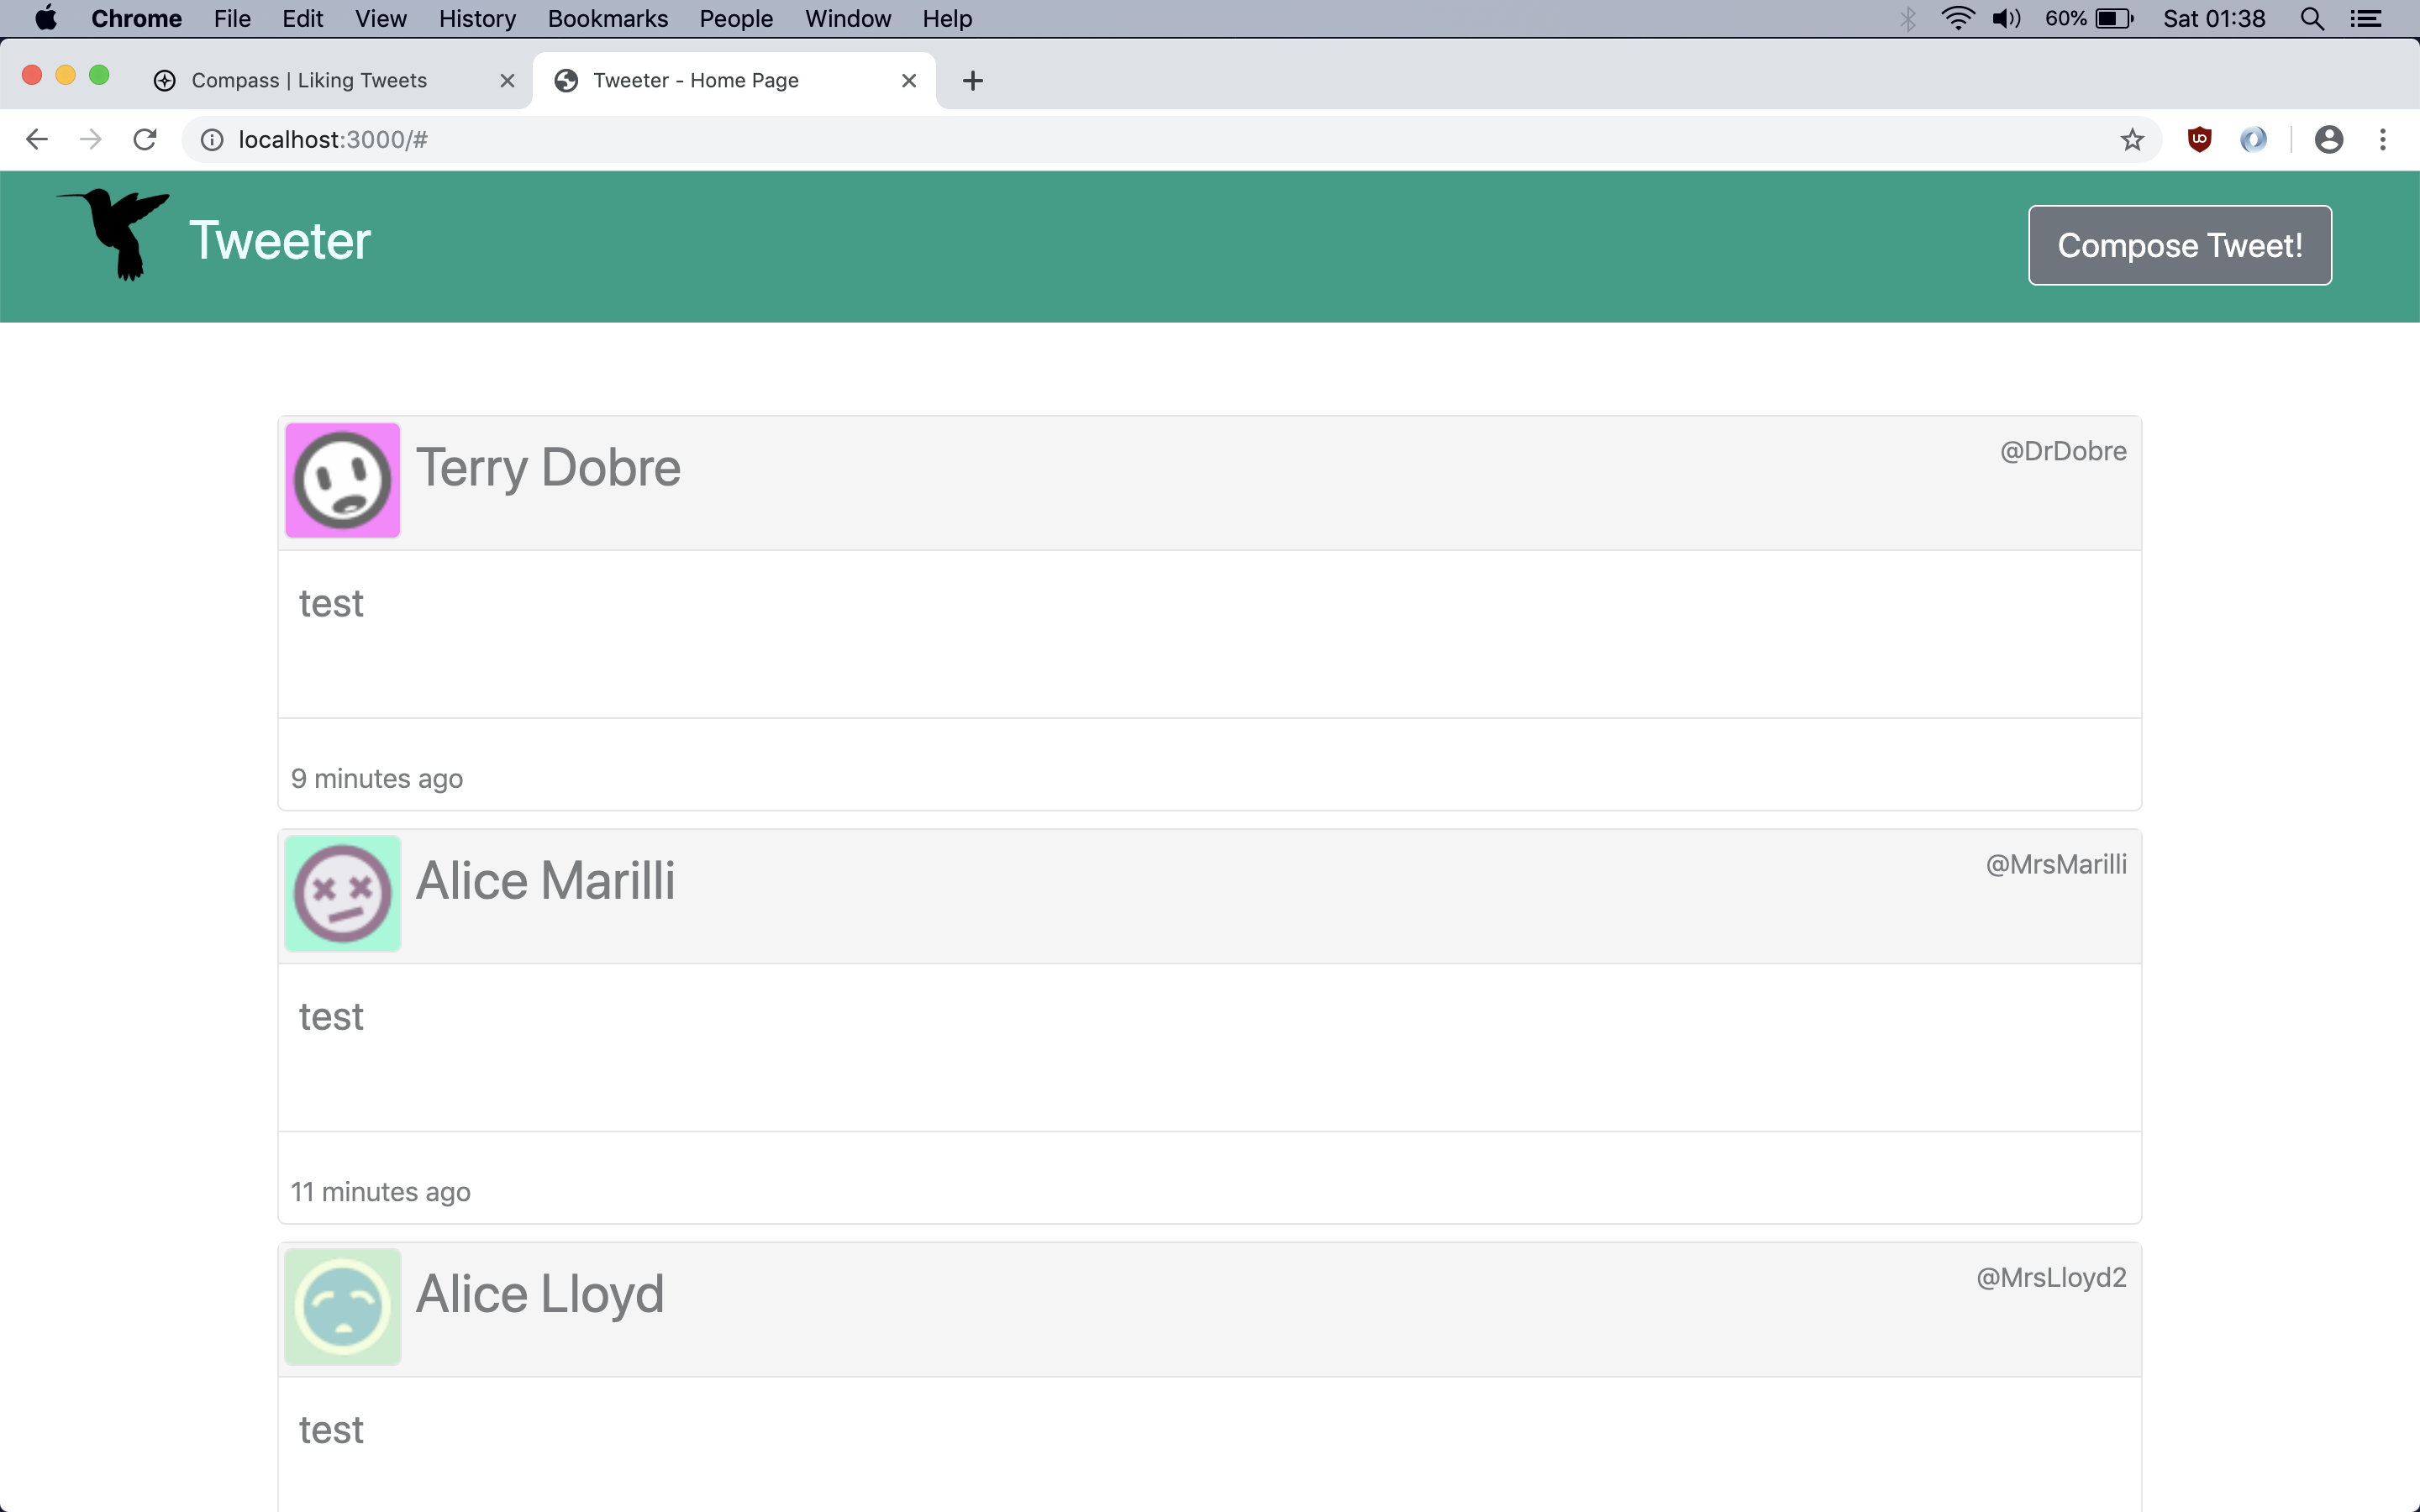 Chrome File Edit View History Bookmarks People Window Help 60% Sat 01:38
Compass | Liking Tweets Tweeter - Home Page
localhost:3000/#
Tweeter Compose Tweet!
Terry Dobre @DrDobre
test
9 minutes ago
Alice Marilli @MrsMarilli
test
11 minutes ago
Alice Lloyd @MrsLloyd2
test